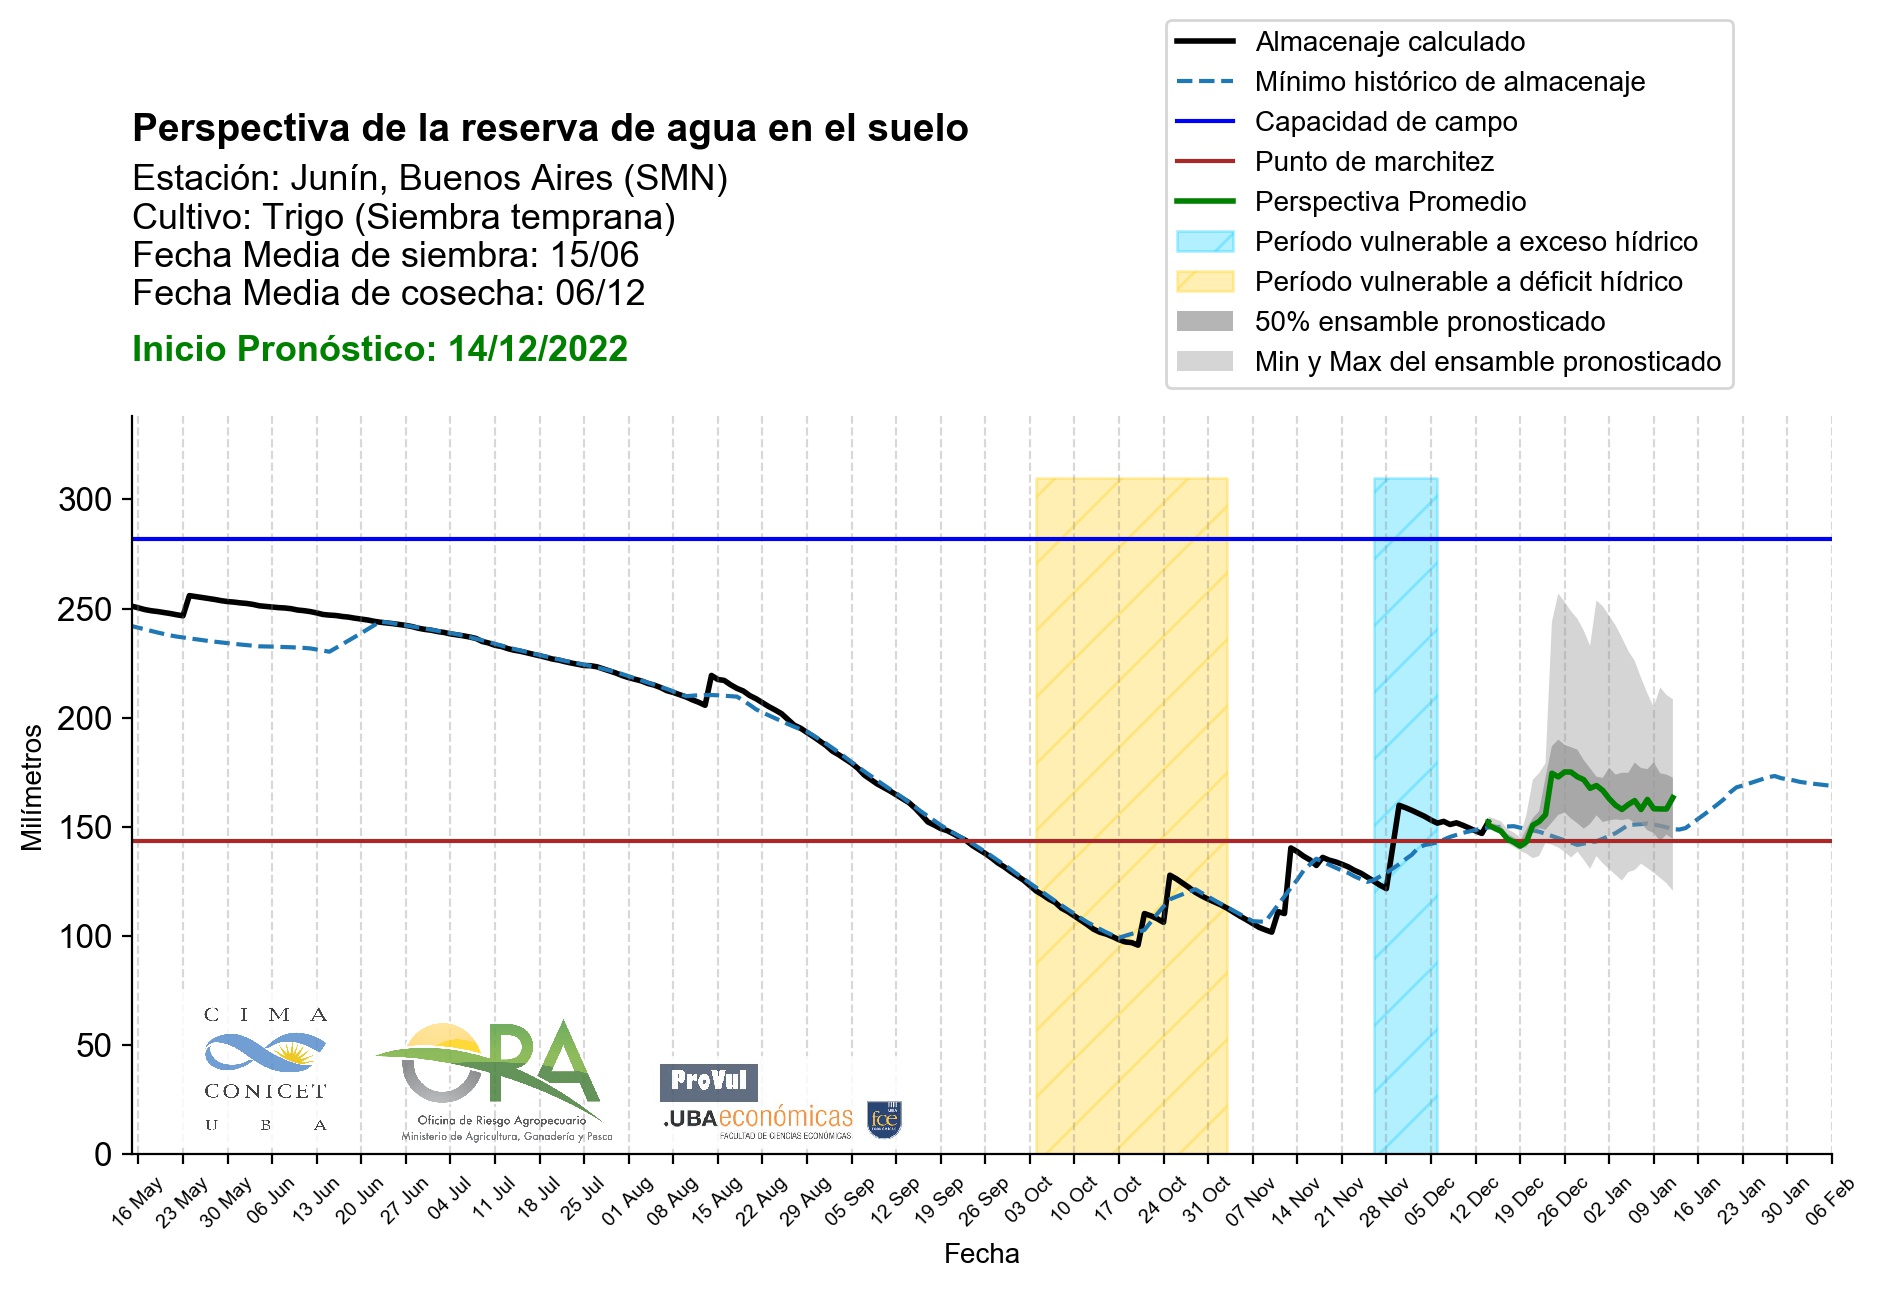 Almacenaje calculado
Mínimo histórico de almacenaje
Capacidad de campo
Punto de marchitez
Perspectiva Promedio
Período vulnerable a exceso hídrico
Período vulnerable a déficit hídrico
50% ensamble pronosticado
Min y Max del ensamble pronosticado
Perspectiva de la reserva de agua en el suelo
Estación: Junín, Buenos Aires (SMN)
Cultivo: Trigo (Siembra temprana)
Fecha Media de siembra: 15/06
Fecha Media de cosecha: 06/12
Inicio Pronóstico: 14/12/2022
Milímetros
300
250
200
150
100
50
0
C I M A
CONICET
U B A
ORA
Oficina de Riesgo Agropecuario
Ministerio de Agricultura, Ganadería y Pesca
ProVul
.UBAeconómicas
FACULTAD DE CIENCIAS ECONÓMICAS
fce
16 May
23 May
30 May
06 Jun
13 Jun
20 Jun
27 Jun
04 Jul
11 Jul
18 Jul
25 Jul
01 Aug
08 Aug
15 Aug
22 Aug
29 Aug
05 Sep
12 Sep
19 Sep
26 Sep
03 Oct
10 Oct
17 Oct
24 Oct
31 Oct
07 Nov
14 Nov
21 Nov
28 Nov
05 Dec
12 Dec
19 Dec
26 Dec
02 Jan
09 Jan
16 Jan
23 Jan
30 Jan
06 Feb
Fecha